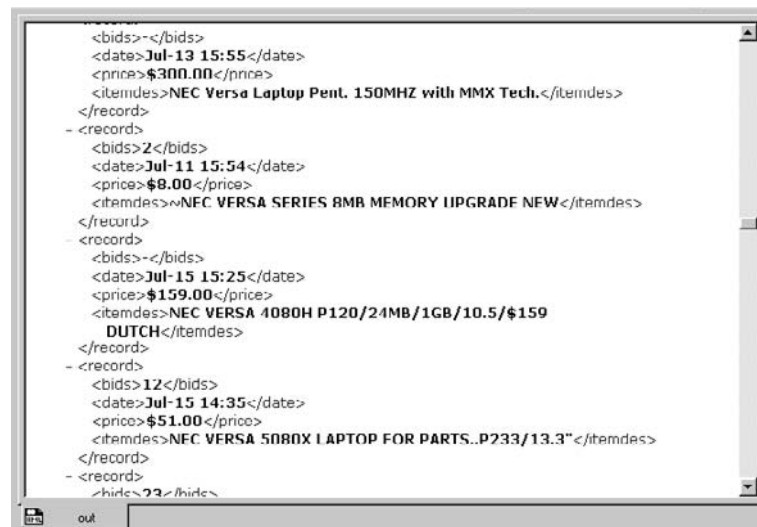 <bids>-</bids>
<date>Jul-13 15:55</date>
<price>$300.00</price>
<itemdes>NEC Versa Laptop Pent. 150MHZ with MMX Tech.</itemdes>
</record>
- <record>
<bids>2</bids>
<date>Jul-11 15:54</date>
<price>$8.00</price>
<itemdes>~NEC VERSA SERIES 8MB MEMORY UPGRADE NEW</itemdes>
</record>
- <record>
<bids>-</bids>
<date>Jul-15 15:25</date>
<price>$159.00</price>
<itemdes>NEC VERSA 4080H P120/24MB/1GB/10.5/$159
DUTCH</itemdes>
</record>
- <record>
<bids>12</bids>
<date>Jul-15 14:35</date>
<price>$51.00</price>
<itemdes>NEC VERSA 5080X LAPTOP FOR PARTS..P233/13.3"</itemdes>
</record>
- <record>
<bids>23</bids>
out